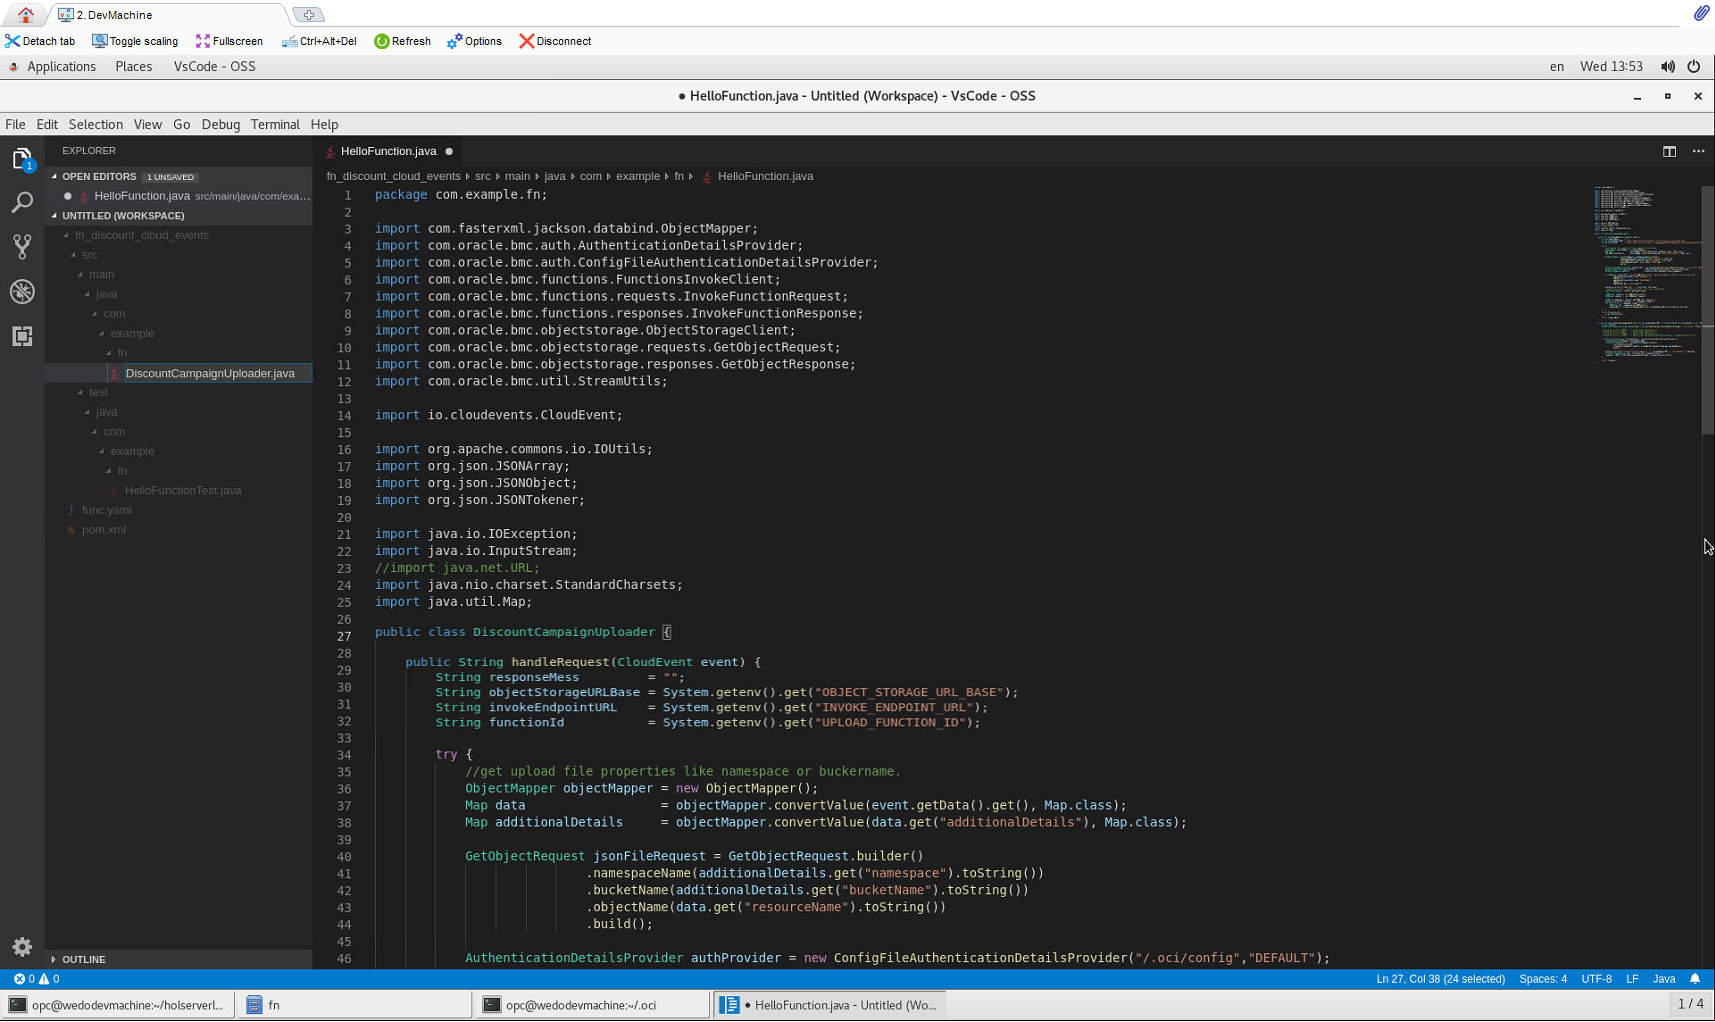 2. DevMachine
Detach tab Toggle scaling Fullscreen Ctrl+Alt+Del Refresh Options Disconnect
Applications Places VsCode - OSS en Wed 13:53
● HelloFunction.java - Untitled (Workspace) - VsCode - OSS
File Edit Selection View Go Debug Terminal Help
EXPLORER
1
OPEN EDITORS 1 UNSAVED
HelloFunction.java src/main/java/com/exa...
UNTITLED (WORKSPACE)
fn_discount_cloud_events
src
main
java
com
example
fn
DiscountCampaignUploader.java
test
java
com
example
fn
HelloFunctionTest.java
! func.yaml
pom.xml
OUTLINE
HelloFunction.java ●
fn_discount_cloud_events › src › main › java › com › example › fn › HelloFunction.java
1 package com.example.fn;
2
3 import com.fasterxml.jackson.databind.ObjectMapper;
4 import com.oracle.bmc.auth.AuthenticationDetailsProvider;
5 import com.oracle.bmc.auth.ConfigFileAuthenticationDetailsProvider;
6 import com.oracle.bmc.functions.FunctionsInvokeClient;
7 import com.oracle.bmc.functions.requests.InvokeFunctionRequest;
8 import com.oracle.bmc.functions.responses.InvokeFunctionResponse;
9 import com.oracle.bmc.objectstorage.ObjectStorageClient;
10 import com.oracle.bmc.objectstorage.requests.GetObjectRequest;
11 import com.oracle.bmc.objectstorage.responses.GetObjectResponse;
12 import com.oracle.bmc.util.StreamUtils;
13
14 import io.cloudevents.CloudEvent;
15
16 import org.apache.commons.io.IOUtils;
17 import org.json.JSONArray;
18 import org.json.JSONObject;
19 import org.json.JSONTokener;
20
21 import java.io.IOException;
22 import java.io.InputStream;
23 //import java.net.URL;
24 import java.nio.charset.StandardCharsets;
25 import java.util.Map;
26
27 public class DiscountCampaignUploader {
28
29 public String handleRequest(CloudEvent event) {
30 String responseMess = "";
31 String objectStorageURLBase = System.getenv().get("OBJECT_STORAGE_URL_BASE");
32 String invokeEndpointURL = System.getenv().get("INVOKE_ENDPOINT_URL");
33 String functionId = System.getenv().get("UPLOAD_FUNCTION_ID");
34 try {
35 //get upload file properties like namespace or buckername.
36 ObjectMapper objectMapper = new ObjectMapper();
37 Map data = objectMapper.convertValue(event.getData().get(), Map.class);
38 Map additionalDetails = objectMapper.convertValue(data.get("additionalDetails"), Map.class);
39
40 GetObjectRequest jsonFileRequest = GetObjectRequest.builder()
41 .namespaceName(additionalDetails.get("namespace").toString())
42 .bucketName(additionalDetails.get("bucketName").toString())
43 .objectName(data.get("resourceName").toString())
44 .build();
45
46 AuthenticationDetailsProvider authProvider = new ConfigFileAuthenticationDetailsProvider("/.oci/config","DEFAULT");
0 0 Ln 27, Col 38 (24 selected) Spaces: 4 UTF-8 LF Java
opc@wedodevmachine:~/holserverl... fn opc@wedodevmachine:~/.oci ● HelloFunction.java - Untitled (Wo... 1 / 4